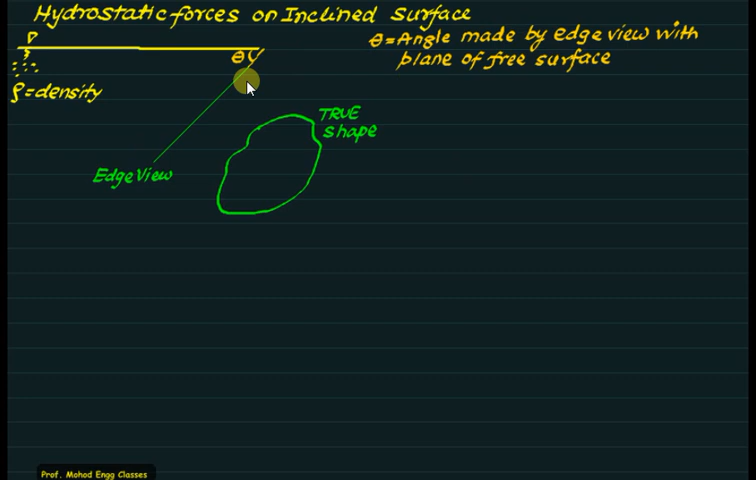 Hydrostatic forces on Inclined Surface
θ=Angle made by edge view with
plane of free surface
θ
ρ=density
TRUE
shape
Edge View
Prof. Mohod Engg Classes